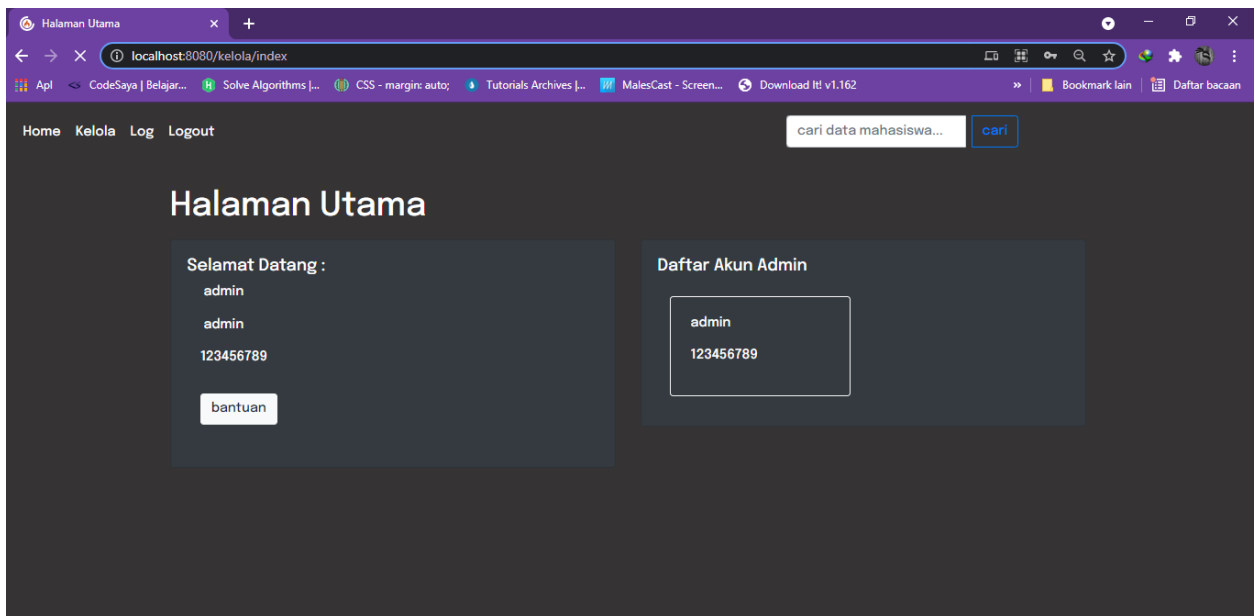 Halaman Utama
localhost:8080/kelola/index
Apl CodeSaya | Belajar... Solve Algorithms |... CSS - margin: auto; Tutorials Archives |... MalesCast - Screen... Download It! v1.162 » Bookmark lain Daftar bacaan
Home Kelola Log Logout cari data mahasiswa... cari
Halaman Utama
Selamat Datang :
admin
admin
123456789
bantuan
Daftar Akun Admin
admin
123456789